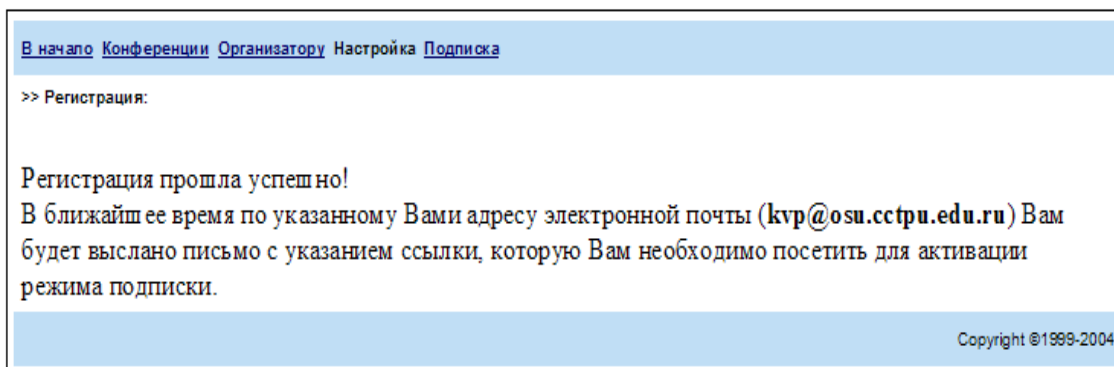 В начало Конференции Организатору Настройка Подписка
>> Регистрация:
Регистрация прошла успешно!
В ближайшее время по указанному Вами адресу электронной почты (kvp@osu.cctpu.edu.ru) Вам
будет выслано письмо с указанием ссылки, которую Вам необходимо посетить для активации
режима подписки.
Copyright ©1999-2004